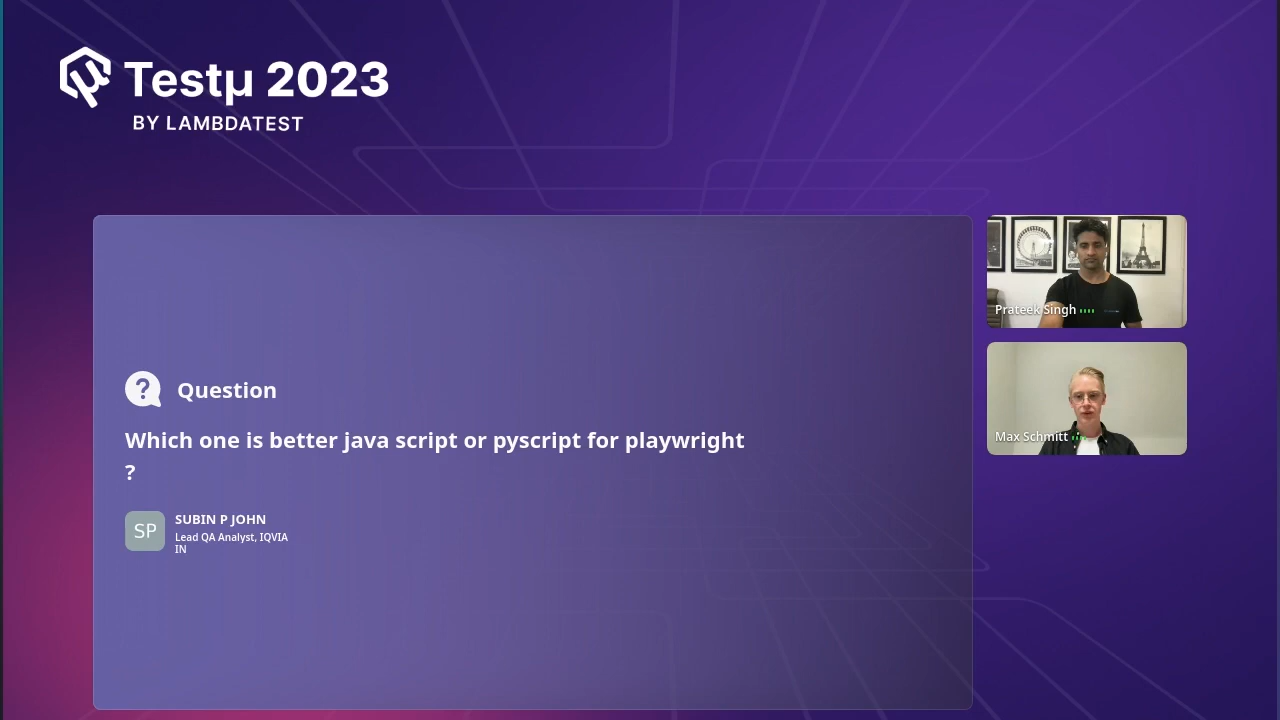 Testµ 2023
BY LAMBDATEST
Question
Which one is better java script or pyscript for playwright
?
SP
SUBIN P JOHN
Lead QA Analyst, IQVIA
IN
Prateek Singh
Max Schmitt